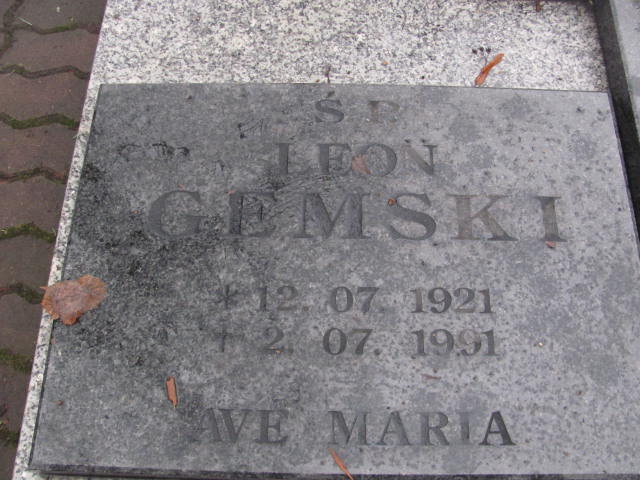 Ś P
LEON
GEMSKI
* 12. 07. 1921
† 2. 07. 1991
AVE MARIA